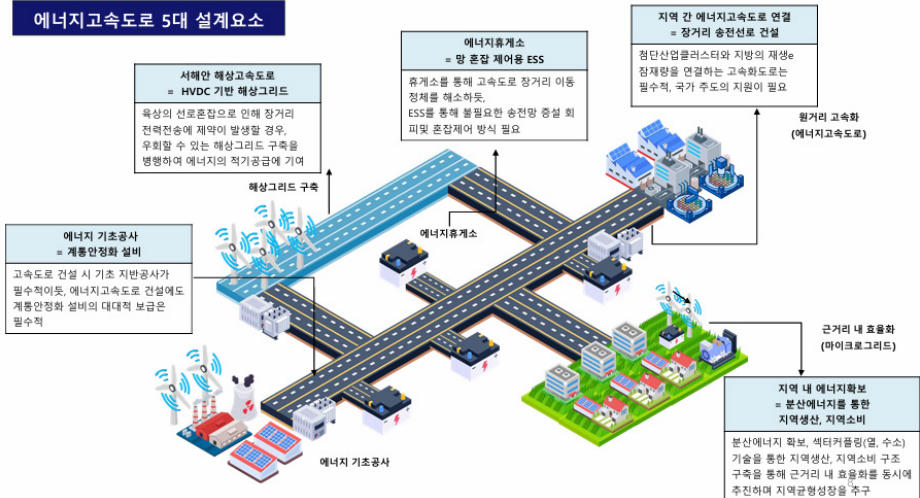 에너지고속도로 5대 설계요소
서해안 해상고속도로
= HVDC 기반 해상그리드
육상의 선로혼잡으로 인해 장거리
전력전송에 제약이 발생할 경우,
우회할 수 있는 해상그리드 구축을
병행하여 에너지의 적기공급에 기여
해상그리드 구축
에너지휴게소
= 망 혼잡 제어용 ESS
휴게소를 통해 고속도로 장거리 이동
정체를 해소하듯,
ESS를 통해 불필요한 송전망 증설 회
피및 혼잡제어 방식 필요
에너지휴게소
지역 간 에너지고속도로 연결
= 장거리 송전선로 건설
첨단산업클러스터와 지방의 재생e
잠재량을 연결하는 고속화도로는
필수적, 국가 주도의 지원이 필요
원거리 고속화
(에너지고속도로)
에너지 기초공사
= 계통안정화 설비
고속도로 건설 시 기초 지반공사가
필수적이듯, 에너지고속도로 건설에도
계통안정화 설비의 대대적 보급은
필수적
에너지 기초공사
근거리 내 효율화
(마이크로그리드)
지역 내 에너지확보
= 분산에너지를 통한
지역생산, 지역소비
분산에너지 확보, 섹터커플링(열, 수소)
기술을 통한 지역생산, 지역소비 구조
구축을 통해 근거리 내 효율화를 동시에
추진하며 지역균형성장을 추구
8